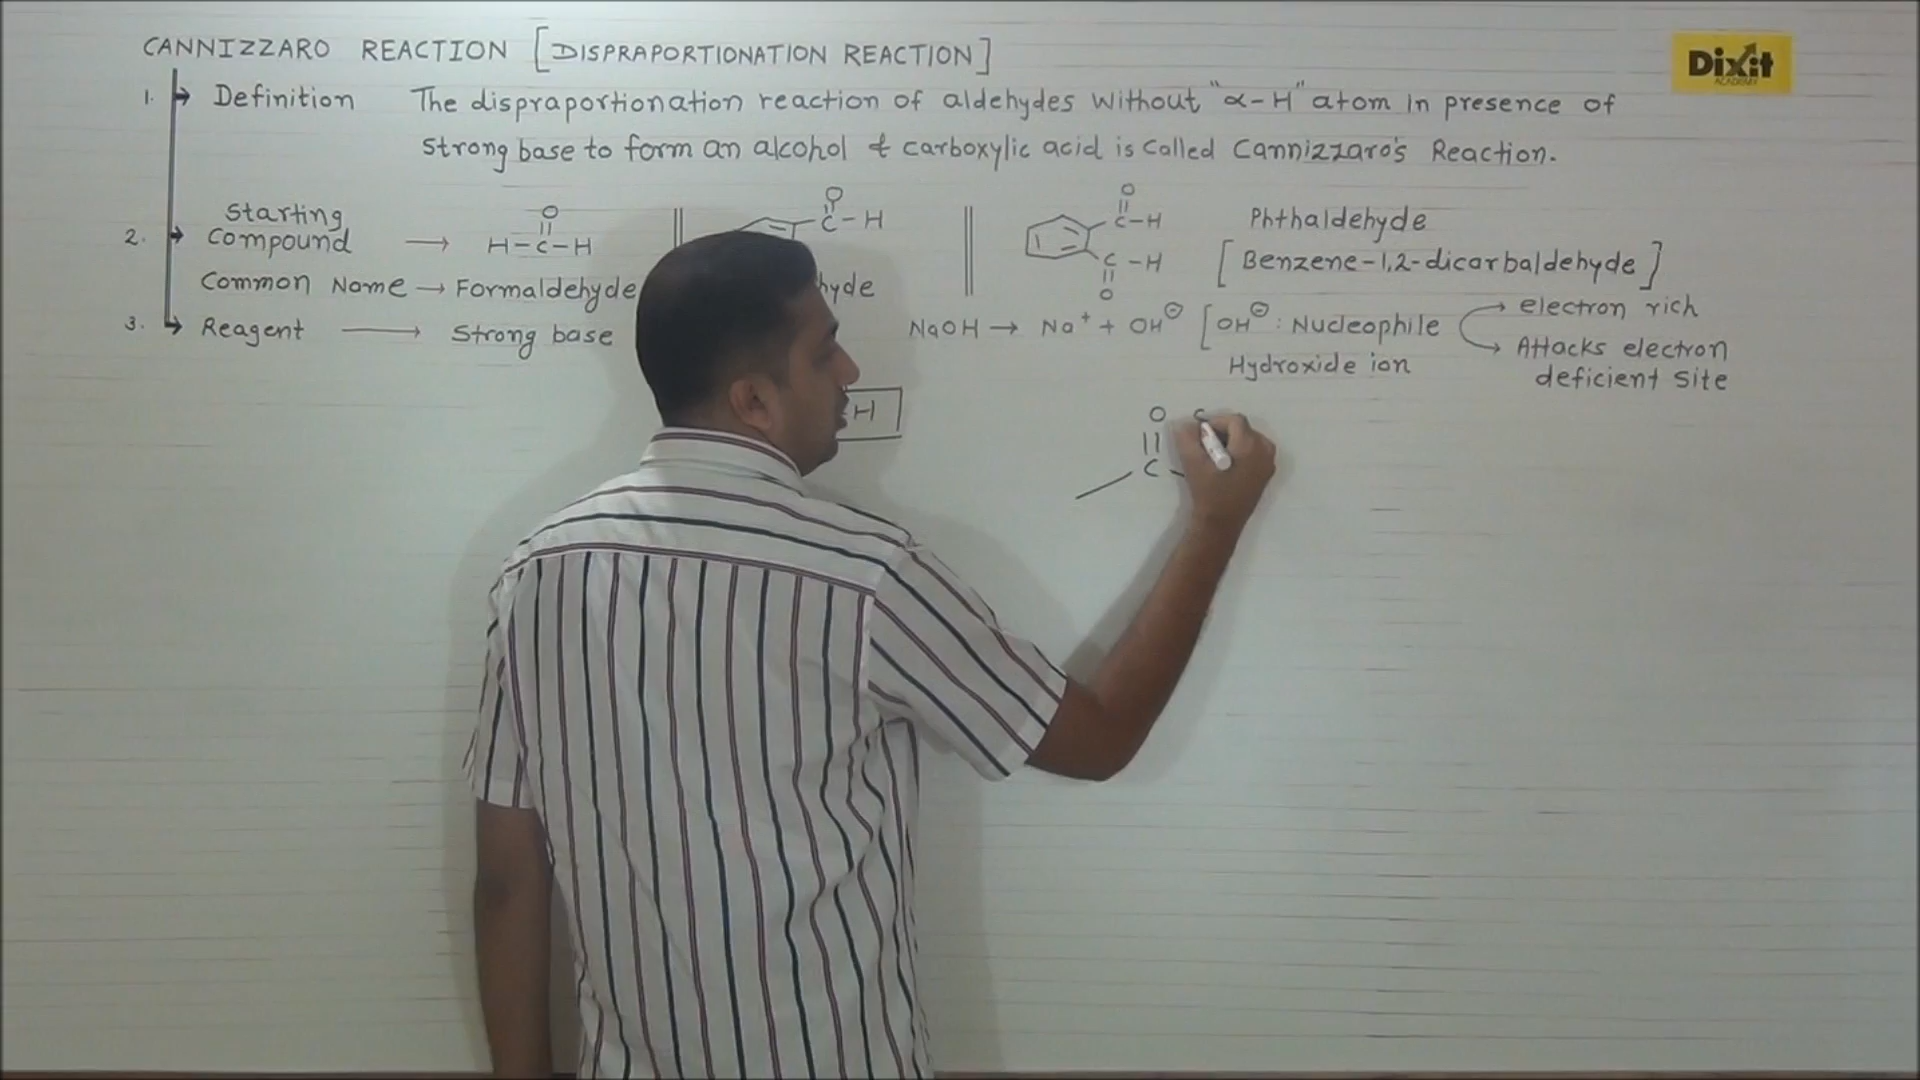 CANNIZZARO REACTION [DISPRAPORTIONATION REACTION]
Dixit
ACADEMY
1. Definition The dispraportionation reaction of aldehydes without "α-H" atom in presence of
strong base to form an alcohol & carboxylic acid is called Cannizzaro's Reaction.
O O O
Starting H-C-H C-H C-H Phthaldehyde
2. compound → C-H [Benzene-1,2-dicarbaldehyde]
O
Common Name → Formaldehyde hyde
3. Reagent → Strong base NaOH → Na⁺ + OH⊖ [OH⊖ : Nucleophile → electron rich
Hydroxide ion → Attacks electron
deficient site
H
O
C